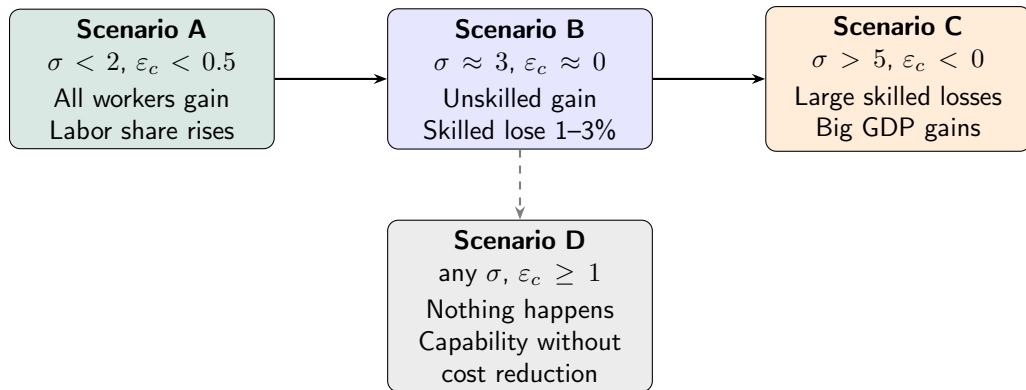 Scenario A
σ < 2, ε_c < 0.5
All workers gain
Labor share rises
Scenario B
σ ≈ 3, ε_c ≈ 0
Unskilled gain
Skilled lose 1–3%
Scenario C
σ > 5, ε_c < 0
Large skilled losses
Big GDP gains
Scenario D
any σ, ε_c ≥ 1
Nothing happens
Capability without
cost reduction